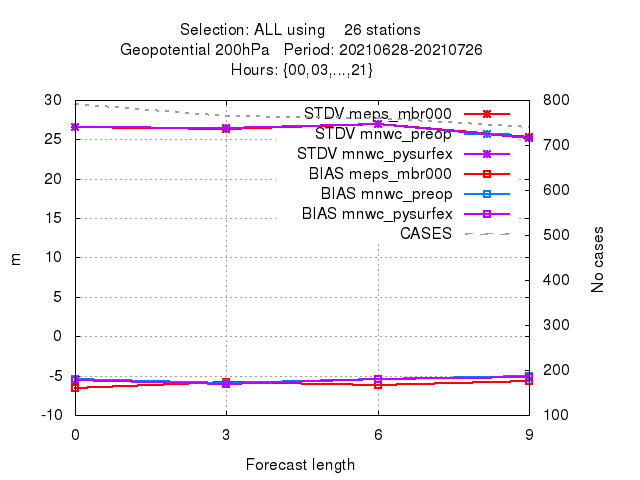 Selection: ALL using 26 stations
Geopotential 200hPa Period: 20210628-20210726
Hours: {00,03,...,21}
30 800
STDV meps_mbr000
STDV mnwc_preop
25 700
STDV mnwc_pysurfex
BIAS meps_mbr000
20 600
BIAS mnwc_preop
BIAS mnwc_pysurfex
15 500
CASES
10 400
5 300
0
-5 200
-10 100
m
No cases
0 3 6 9
Forecast length